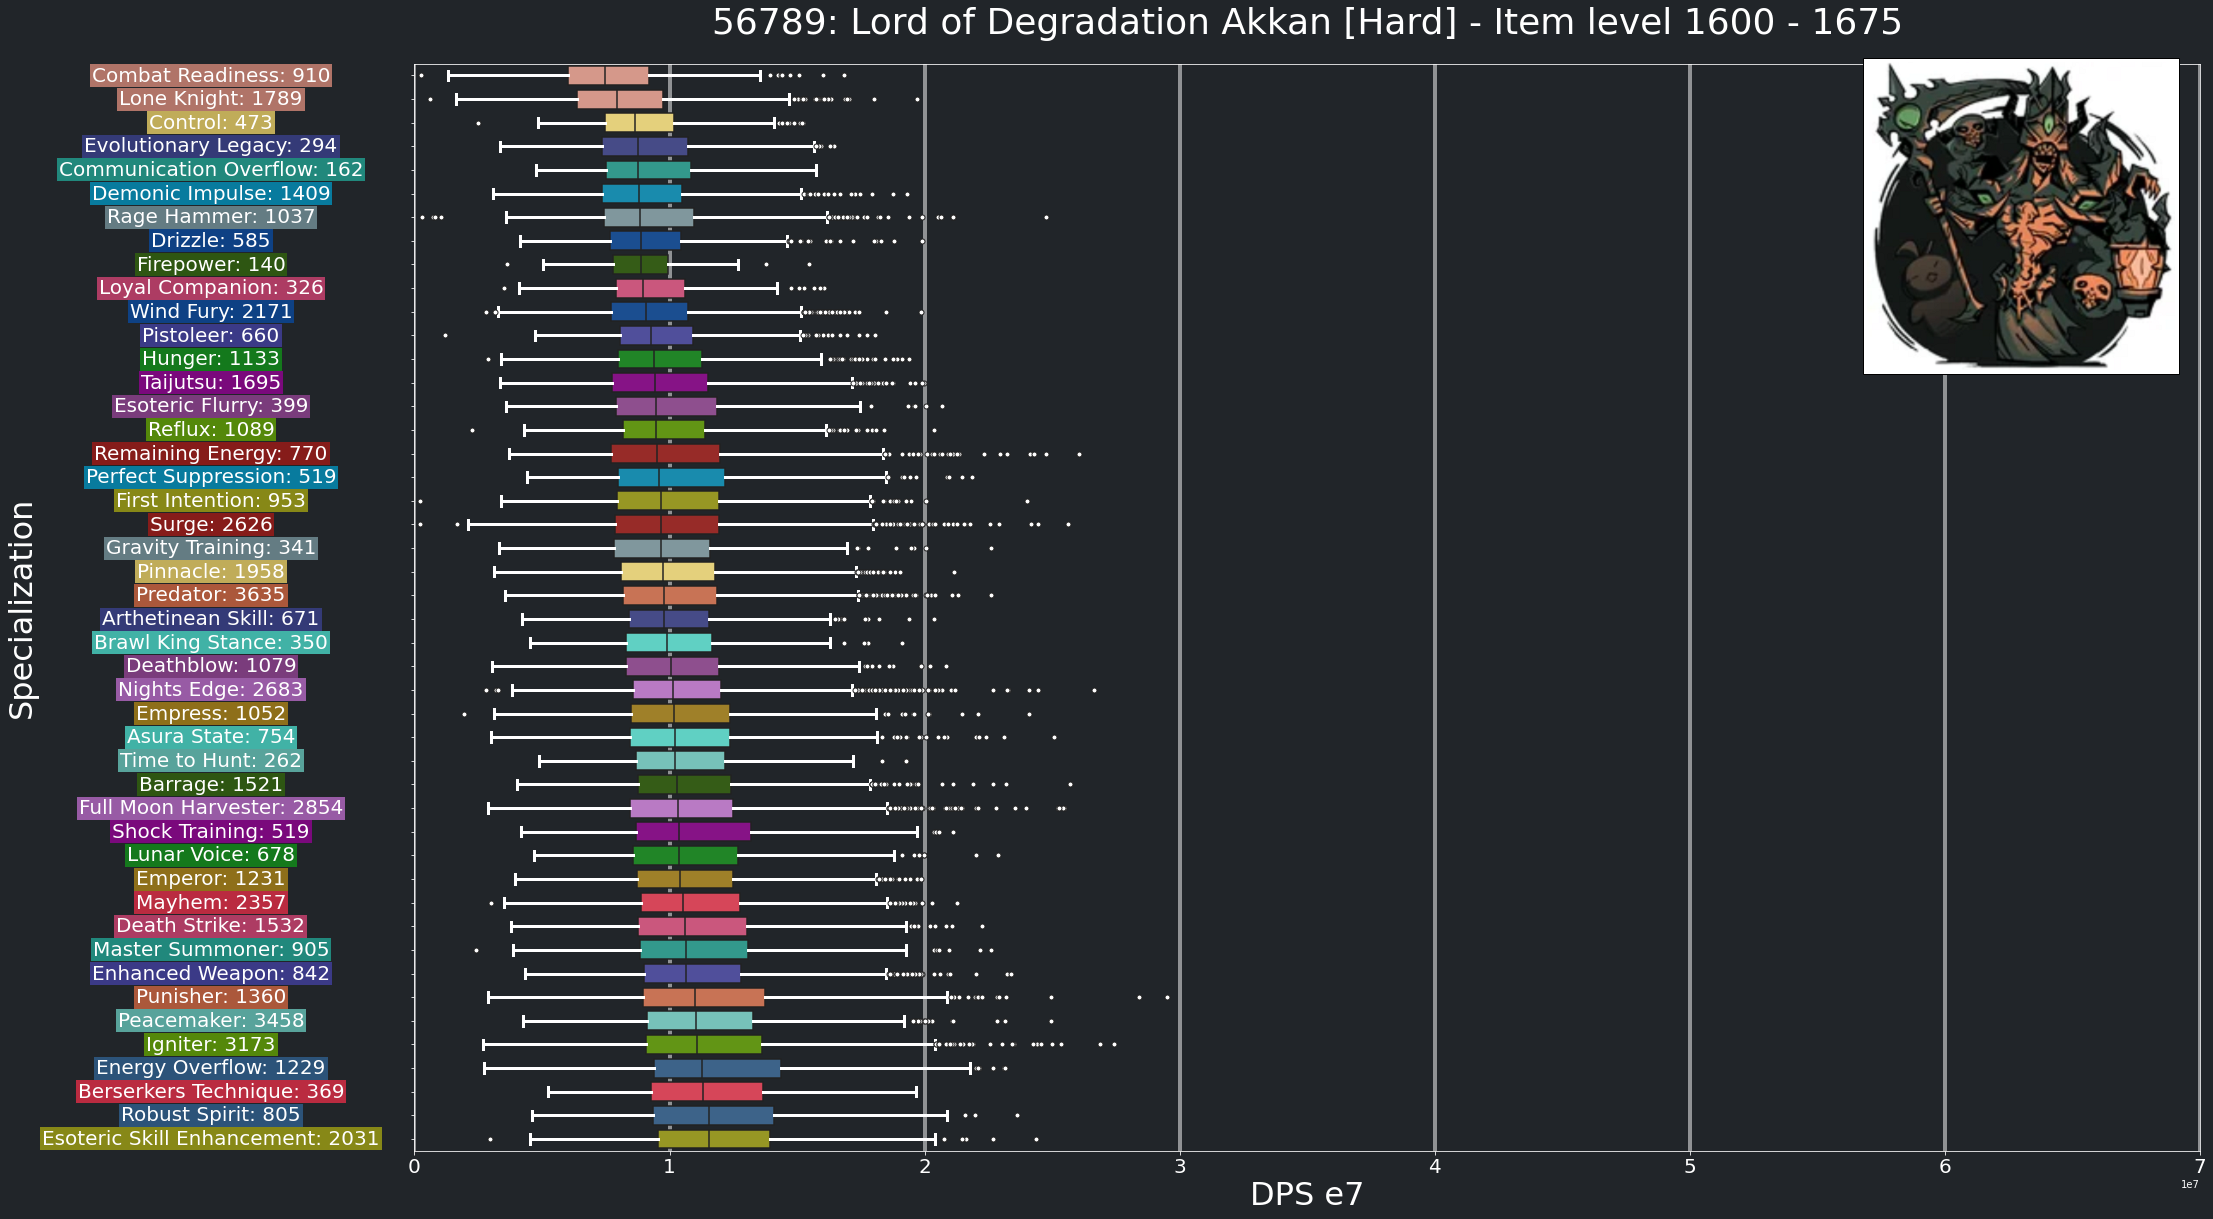 56789: Lord of Degradation Akkan [Hard] - Item level 1600 - 1675
Specialization
Combat Readiness: 910
Lone Knight: 1789
Control: 473
Evolutionary Legacy: 294
Communication Overflow: 162
Demonic Impulse: 1409
Rage Hammer: 1037
Drizzle: 585
Firepower: 140
Loyal Companion: 326
Wind Fury: 2171
Pistoleer: 660
Hunger: 1133
Taijutsu: 1695
Esoteric Flurry: 399
Reflux: 1089
Remaining Energy: 770
Perfect Suppression: 519
First Intention: 953
Surge: 2626
Gravity Training: 341
Pinnacle: 1958
Predator: 3635
Arthetinean Skill: 671
Brawl King Stance: 350
Deathblow: 1079
Nights Edge: 2683
Empress: 1052
Asura State: 754
Time to Hunt: 262
Barrage: 1521
Full Moon Harvester: 2854
Shock Training: 519
Lunar Voice: 678
Emperor: 1231
Mayhem: 2357
Death Strike: 1532
Master Summoner: 905
Enhanced Weapon: 842
Punisher: 1360
Peacemaker: 3458
Igniter: 3173
Energy Overflow: 1229
Berserkers Technique: 369
Robust Spirit: 805
Esoteric Skill Enhancement: 2031
0 1 2 3 4 5 6 7
1e7
DPS e7